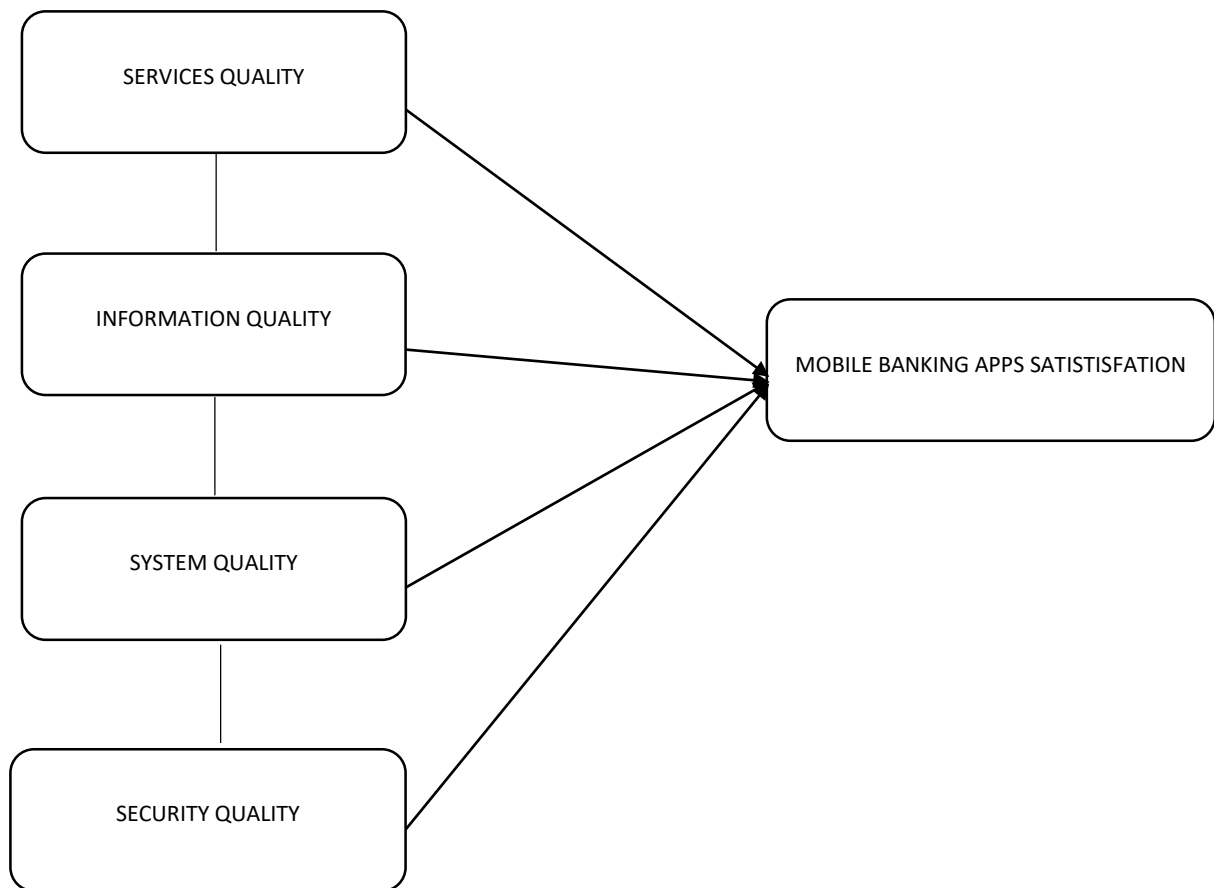 SERVICES QUALITY
INFORMATION QUALITY
MOBILE BANKING APPS SATISTISFATION
SYSTEM QUALITY
SECURITY QUALITY